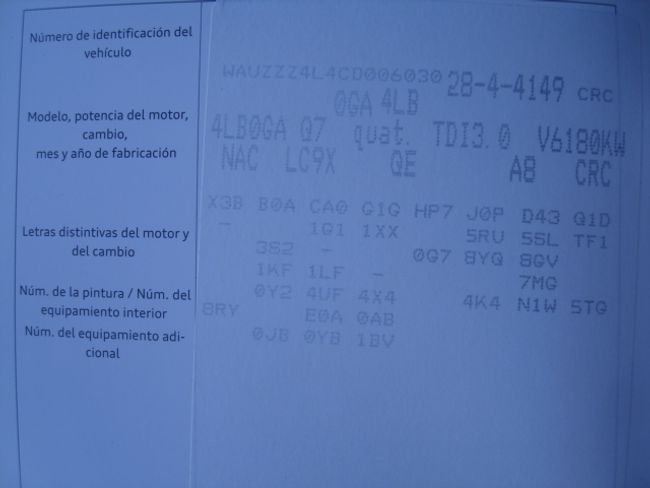 Número de identificación del
vehículo
WAUZZZ4L4CD006030 28-4-4149 CRC
0GA 4LB
Modelo, potencia del motor,
cambio,
mes y año de fabricación
4LB0GA Q7 quat. TDI3.0 V6180KW
NAC LC9X QE A8 CRC
X3B B0A CA0 G1G HP7 J0P D43 Q1D
- 1G1 1XX 5RU 5SL TF1
Letras distintivas del motor y
del cambio
3S2 - 0G7 8YQ 8GV
1KF 1LF - 7MG
Núm. de la pintura / Núm. del
equipamiento interior
0Y2 4UF 4X4 4K4 N1W 5TG
8RY E0A 0AB
Núm. del equipamiento adi-
cional
0JB 0YB 1BV